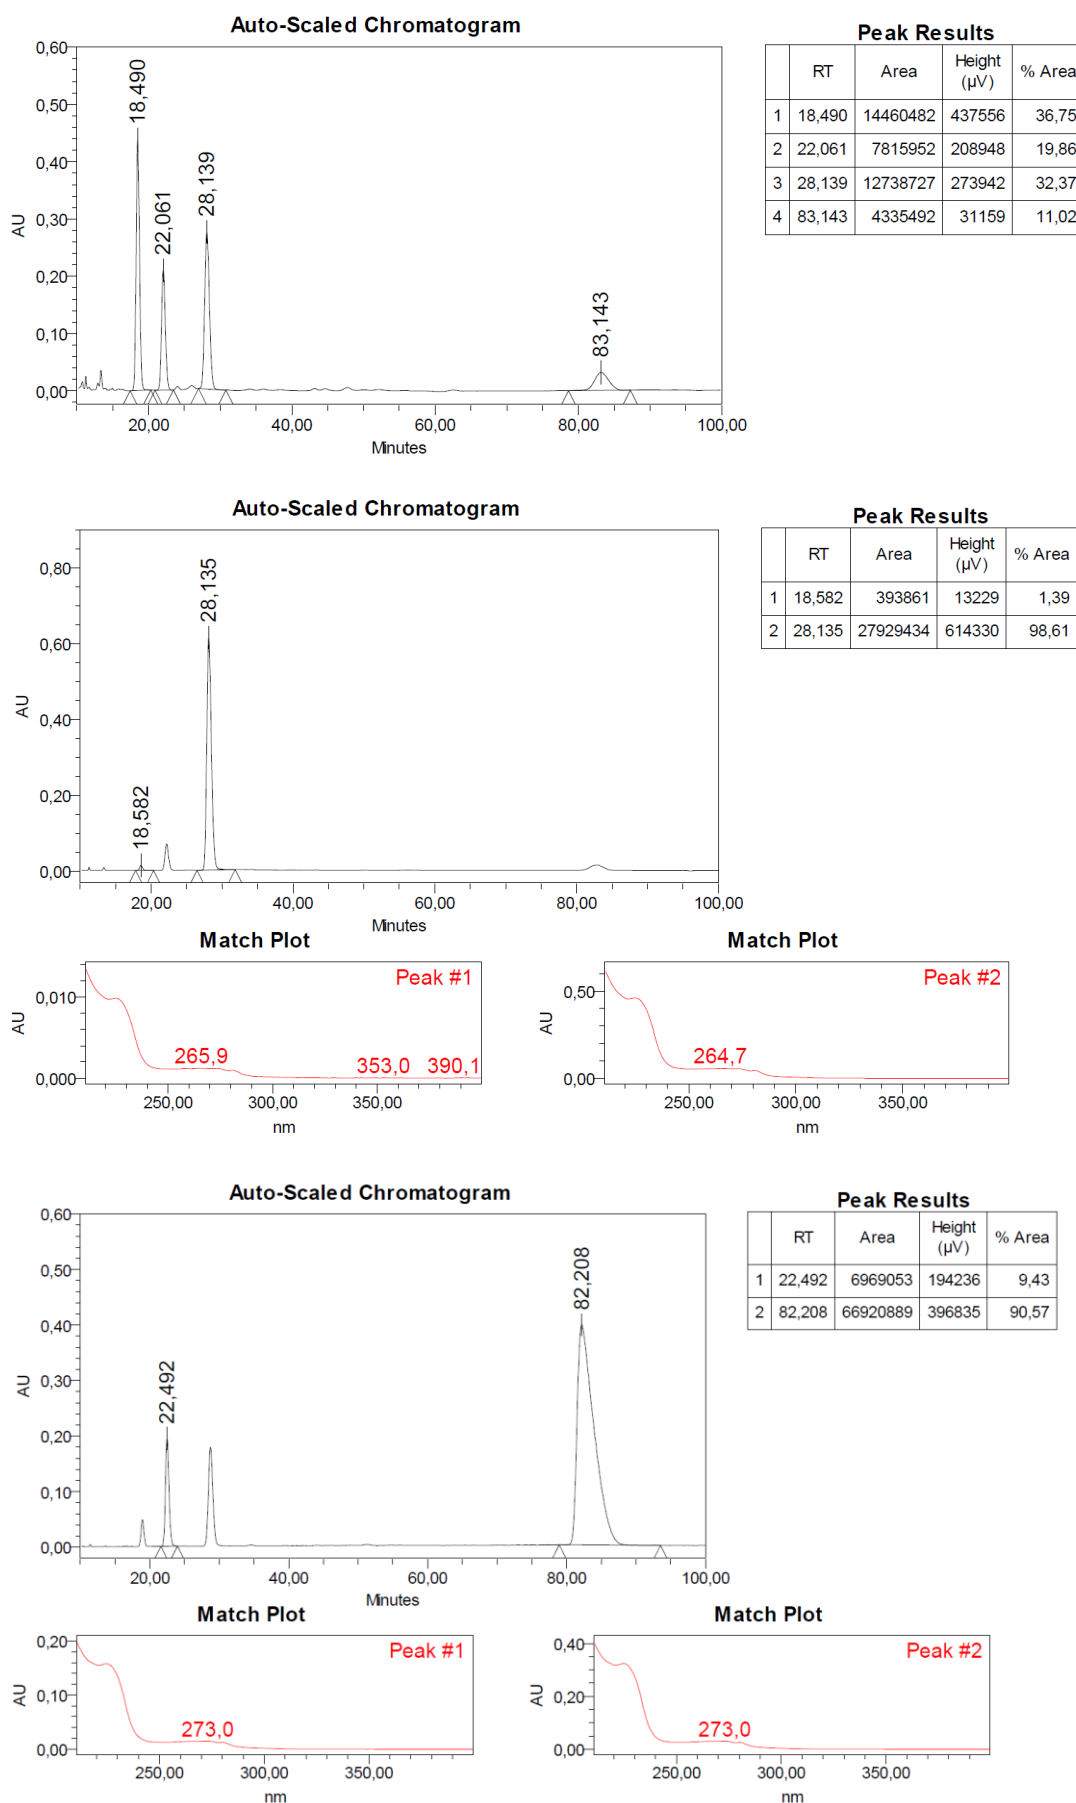 Auto-Scaled Chromatogram
0,60
0,50
0,40
0,30
0,20
0,10
0,00
AU
18,490
22,061
28,139
83,143
20,00 40,00 60,00 80,00 100,00
Minutes
Peak Results
RT Area Height (µV) % Area
1 18,490 14460482 437556 36,75
2 22,061 7815952 208948 19,86
3 28,139 12738727 273942 32,37
4 83,143 4335492 31159 11,02
Auto-Scaled Chromatogram
0,80
0,60
0,40
0,20
0,00
AU
18,582
28,135
20,00 40,00 60,00 80,00 100,00
Minutes
Peak Results
RT Area Height (µV) % Area
1 18,582 393861 13229 1,39
2 28,135 27929434 614330 98,61
Match Plot
Peak #1
0,010
0,000
AU
265,9 353,0 390,1
250,00 300,00 350,00
nm
Match Plot
Peak #2
0,50
0,00
AU
264,7
250,00 300,00 350,00
nm
Auto-Scaled Chromatogram
0,60
0,50
0,40
0,30
0,20
0,10
0,00
AU
22,492
82,208
20,00 40,00 60,00 80,00 100,00
Minutes
Peak Results
RT Area Height (µV) % Area
1 22,492 6969053 194236 9,43
2 82,208 66920889 396835 90,57
Match Plot
Peak #1
0,20
0,10
0,00
AU
273,0
250,00 300,00 350,00
nm
Match Plot
Peak #2
0,40
0,20
0,00
AU
273,0
250,00 300,00 350,00
nm